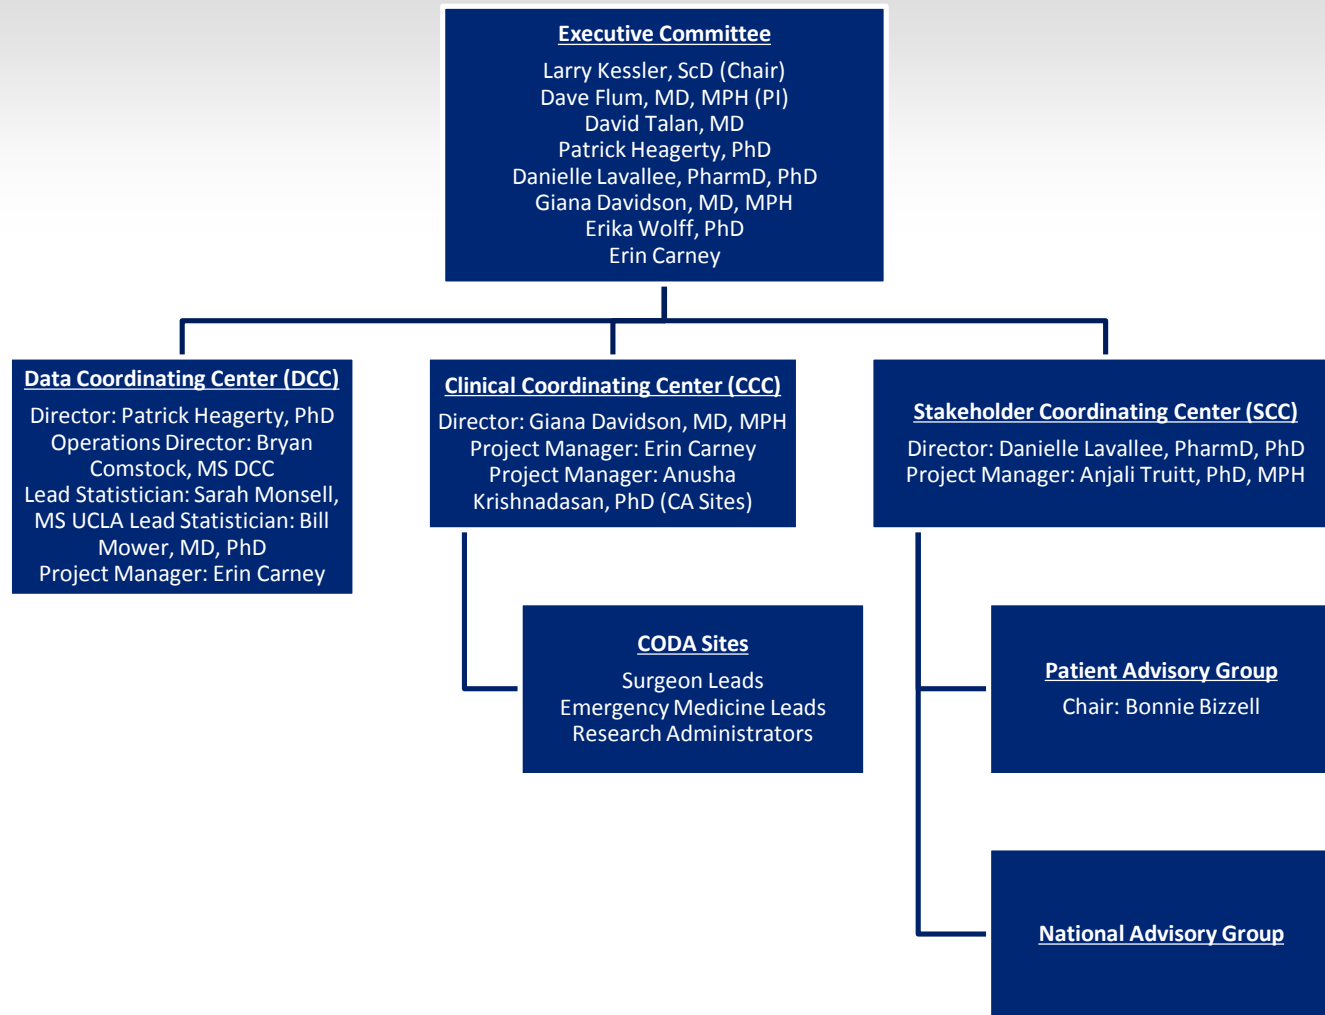 Executive Committee
Larry Kessler, ScD (Chair)
Dave Flum, MD, MPH (PI)
David Talan, MD
Patrick Heagerty, PhD
Danielle Lavallee, PharmD, PhD
Giana Davidson, MD, MPH
Erika Wolff, PhD
Erin Carney
Data Coordinating Center (DCC)
Director: Patrick Heagerty, PhD
Operations Director: Bryan
Comstock, MS DCC
Lead Statistician: Sarah Monsell,
MS UCLA Lead Statistician: Bill
Mower, MD, PhD
Project Manager: Erin Carney
Clinical Coordinating Center (CCC)
Director: Giana Davidson, MD, MPH
Project Manager: Erin Carney
Project Manager: Anusha
Krishnadasan, PhD (CA Sites)
Stakeholder Coordinating Center (SCC)
Director: Danielle Lavallee, PharmD, PhD
Project Manager: Anjali Truitt, PhD, MPH
CODA Sites
Surgeon Leads
Emergency Medicine Leads
Research Administrators
Patient Advisory Group
Chair: Bonnie Bizzell
National Advisory Group